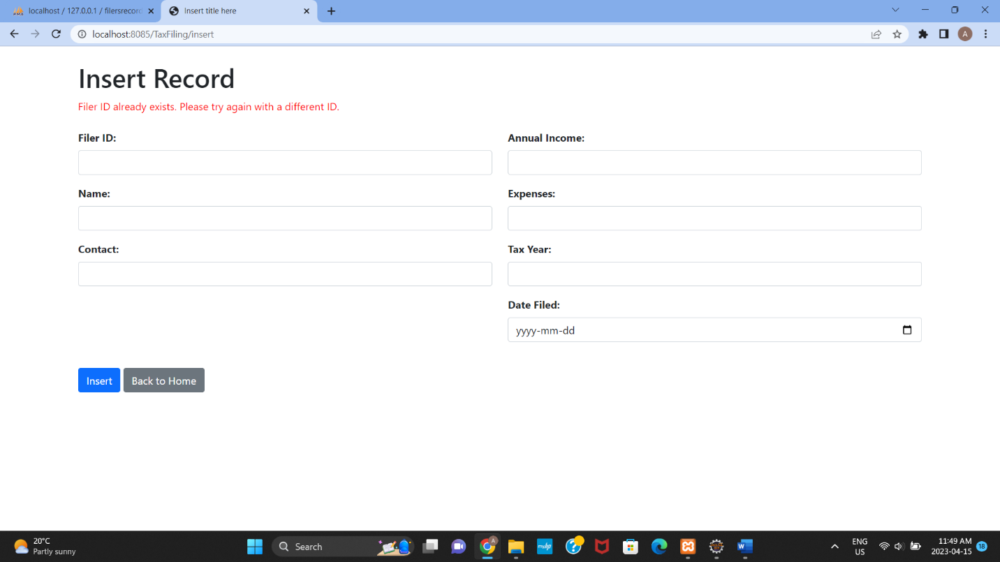 localhost / 127.0.0.1 / filersrecord
Insert title here
localhost:8085/TaxFiling/insert
A
Insert Record
Filer ID already exists. Please try again with a different ID.
Filer ID:
Annual Income:
Name:
Expenses:
Contact:
Tax Year:
Date Filed:
yyyy-mm-dd
Insert
Back to Home
20°C
Partly sunny
Search
A
myhp
W
ENG
US
11:49 AM
2023-04-15
18